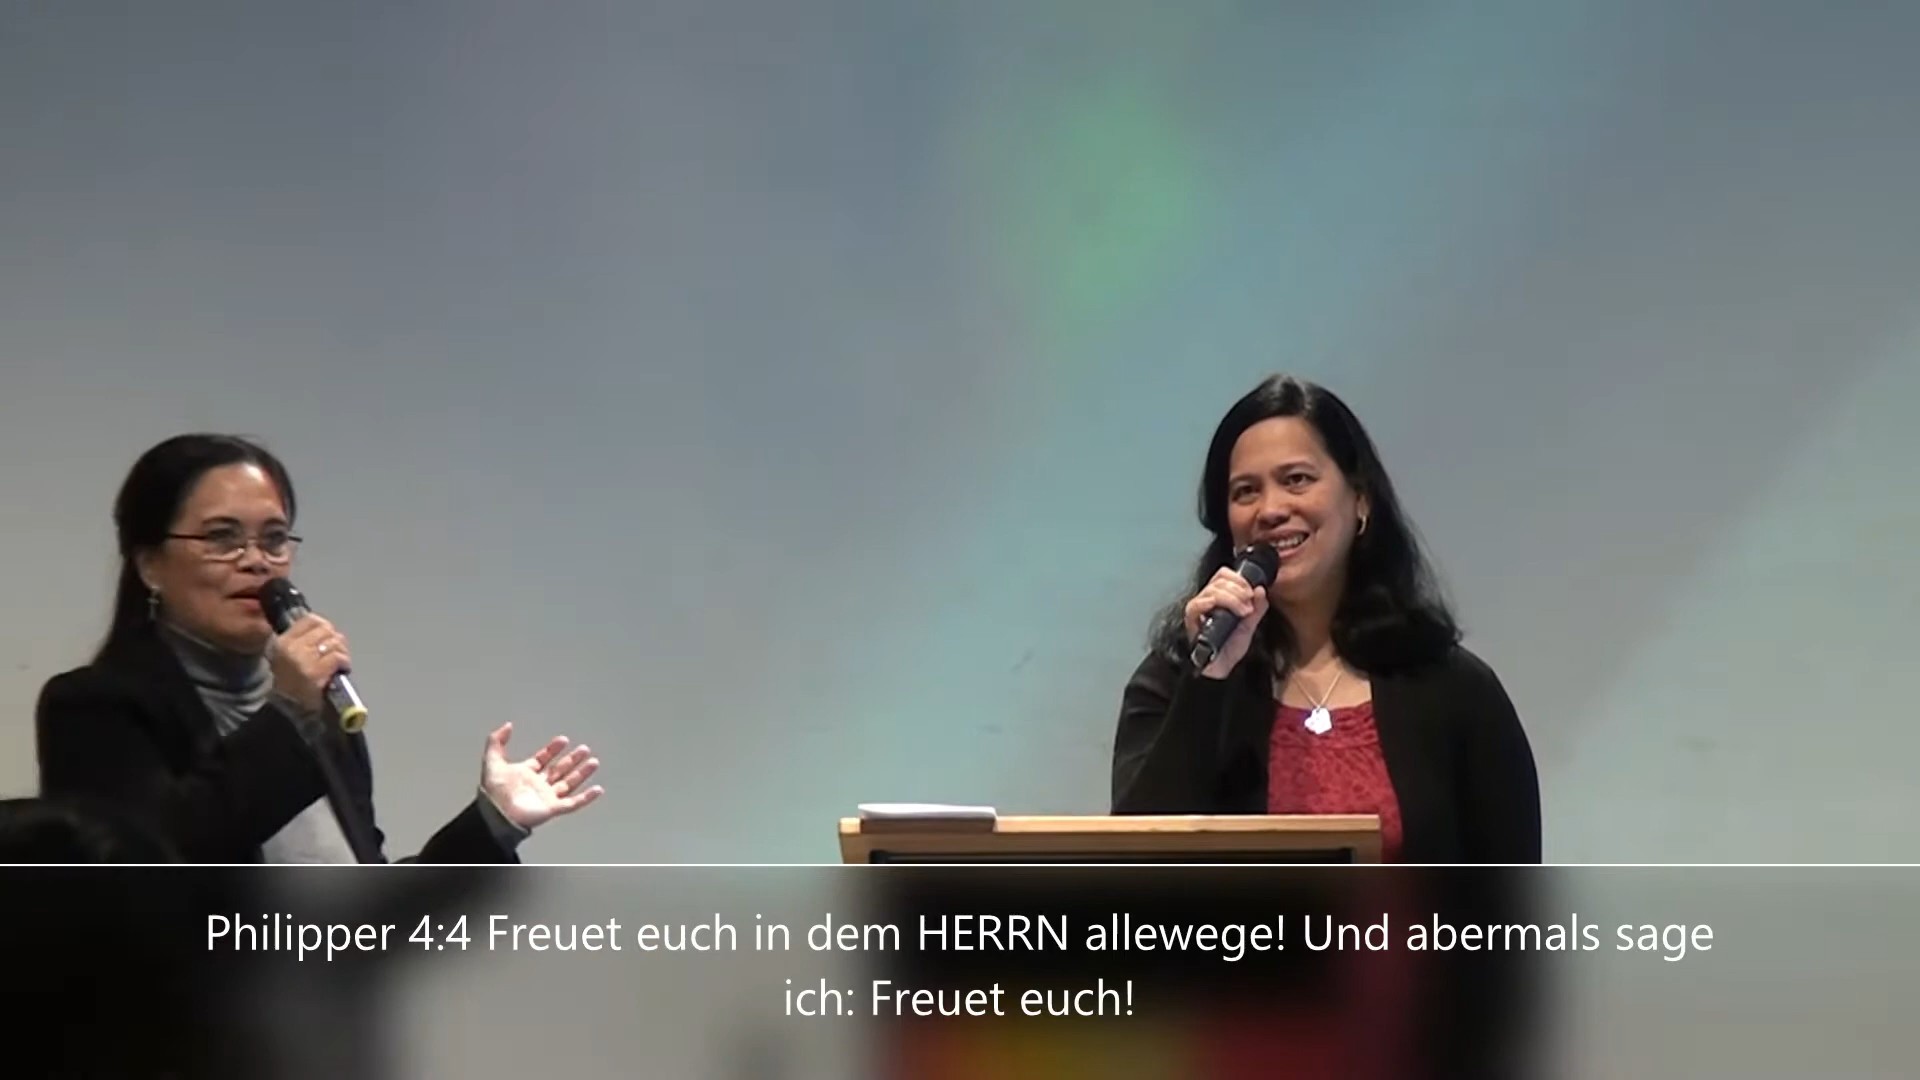 Philipper 4:4 Freuet euch in dem HERRN allewege! Und abermals sage
ich: Freuet euch!